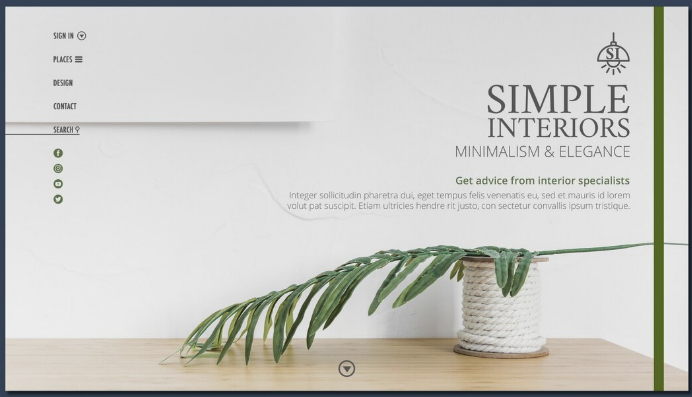 SIGN IN
PLACES
DESIGN
CONTACT
SEARCH
SI
SIMPLE
INTERIORS
MINIMALISM & ELEGANCE
Get advice from interior specialists
Integer sollicitudin pharetra dui, eget tempus felis venenatis eu, sed et mauris id lorem
volut pat suscipit. Etiam ultricies hendre rit justo, con sectetur convallis ipsum tristique.